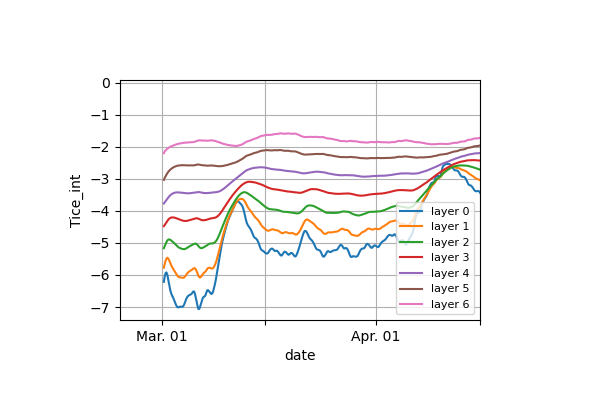 0
−1
−2
−3
−4
−5
−6
−7
Tice_int
Mar. 01
Apr. 01
date
layer 0
layer 1
layer 2
layer 3
layer 4
layer 5
layer 6